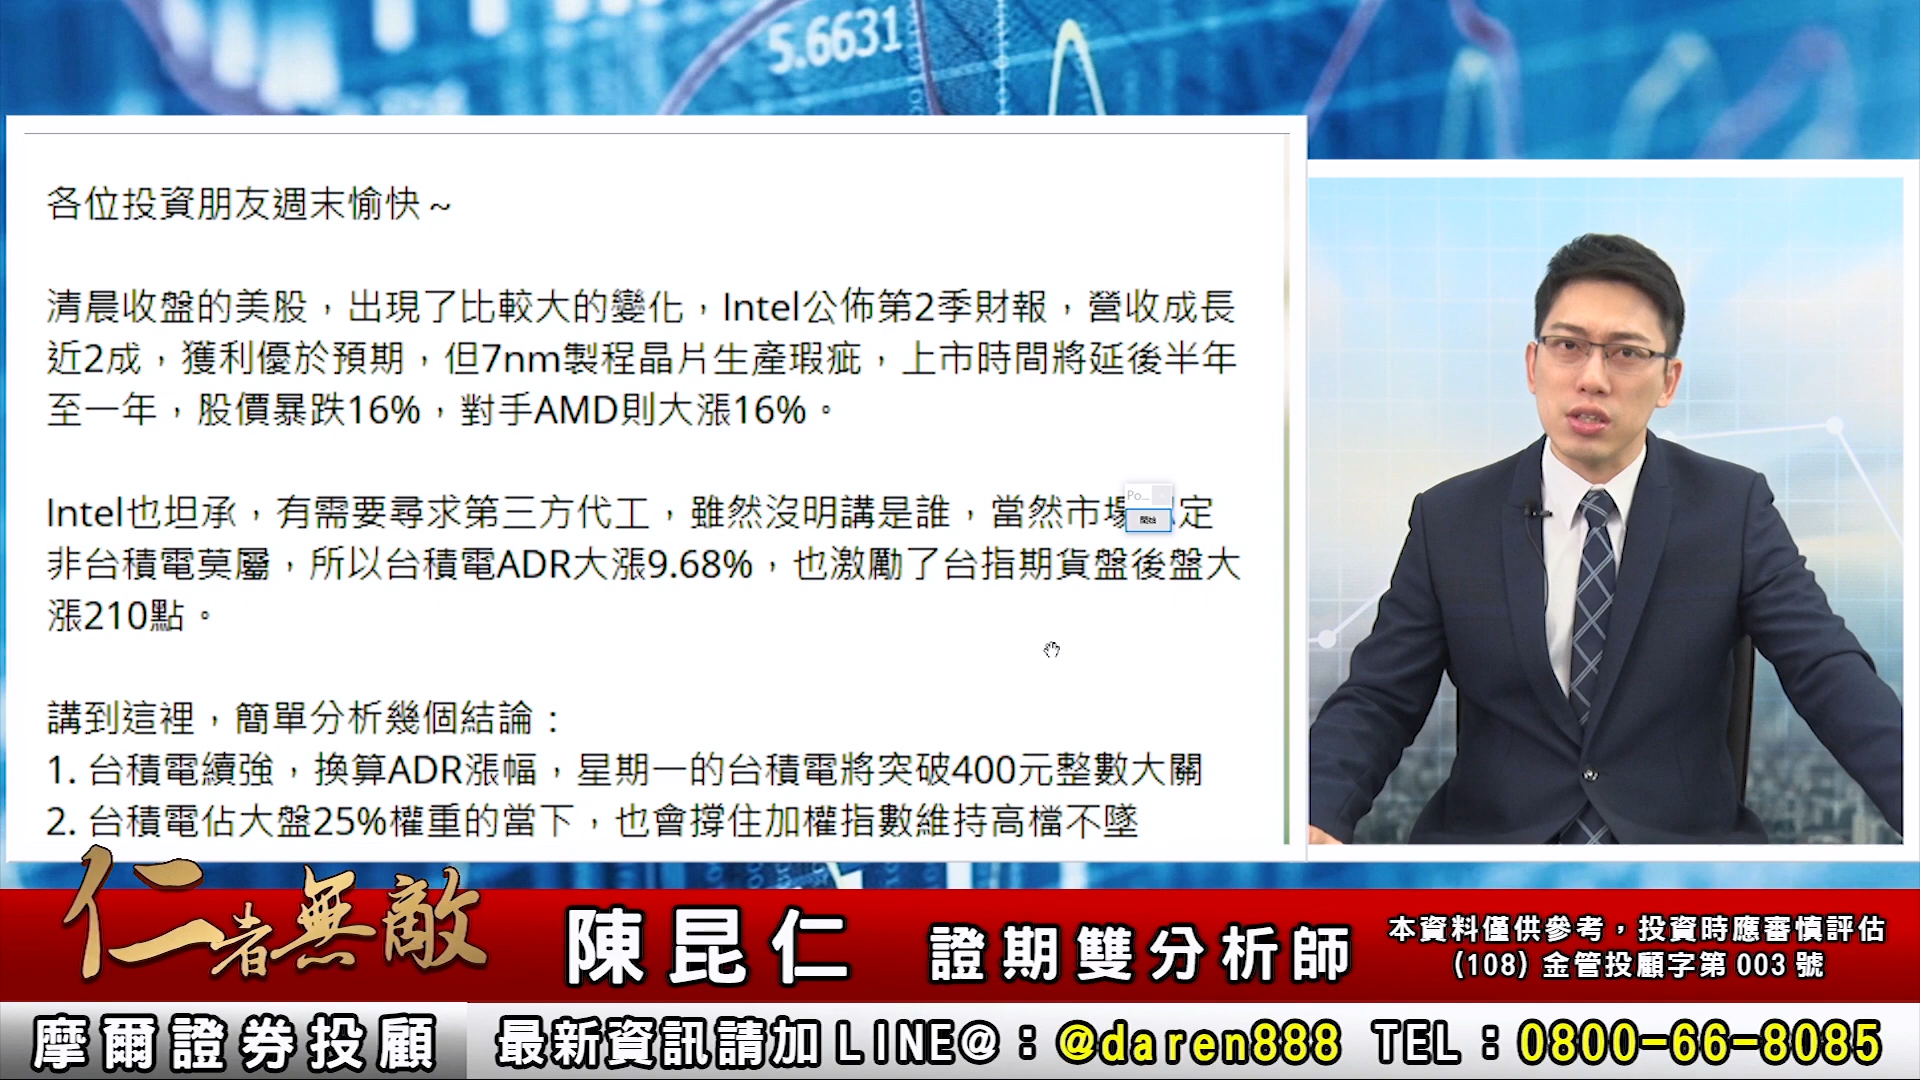 5.6631
各位投資朋友週末愉快~
清晨收盤的美股，出現了比較大的變化，Intel公佈第2季財報，營收成長
近2成，獲利優於預期，但7nm製程晶片生產瑕疵，上市時間將延後半年
至一年，股價暴跌16%，對手AMD則大漲16%。
Intel也坦承，有需要尋求第三方代工，雖然沒明講是誰，當然市場 定
Po...
開始
非台積電莫屬，所以台積電ADR大漲9.68%，也激勵了台指期貨盤後盤大
漲210點。
講到這裡，簡單分析幾個結論：
1. 台積電續強，換算ADR漲幅，星期一的台積電將突破400元整數大關
2. 台積電佔大盤25%權重的當下，也會撐住加權指數維持高檔不墜
仁者無敵
陳昆仁
證期雙分析師
本資料僅供參考，投資時應審慎評估
(108) 金管投顧字第 003 號
摩爾證券投顧
最新資訊請加LINE@：@daren888 TEL：0800-66-8085